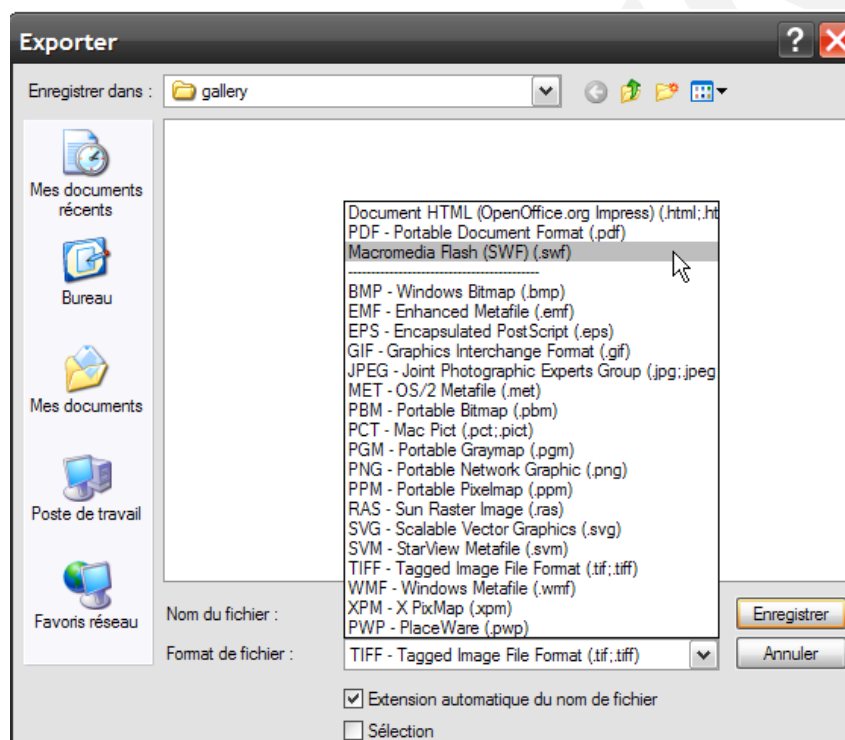 Exporter
Enregistrer dans :
gallery
Mes documents
récents
Bureau
Mes documents
Poste de travail
Favoris réseau
Document HTML (OpenOffice.org Impress) (.html;.ht
PDF - Portable Document Format (.pdf)
Macromedia Flash (SWF) (.swf)
--------------------------------------------
BMP - Windows Bitmap (.bmp)
EMF - Enhanced Metafile (.emf)
EPS - Encapsulated PostScript (.eps)
GIF - Graphics Interchange Format (.gif)
JPEG - Joint Photographic Experts Group (.jpg;.jpeg
MET - OS/2 Metafile (.met)
PBM - Portable Bitmap (.pbm)
PCT - Mac Pict (.pct;.pict)
PGM - Portable Graymap (.pgm)
PNG - Portable Network Graphic (.png)
PPM - Portable Pixelmap (.ppm)
RAS - Sun Raster Image (.ras)
SVG - Scalable Vector Graphics (.svg)
SVM - StarView Metafile (.svm)
TIFF - Tagged Image File Format (.tif;.tiff)
WMF - Windows Metafile (.wmf)
XPM - X PixMap (.xpm)
PWP - PlaceWare (.pwp)
Nom du fichier :
Enregistrer
Format de fichier :
TIFF - Tagged Image File Format (.tif;.tiff)
Annuler
Extension automatique du nom de fichier
Sélection